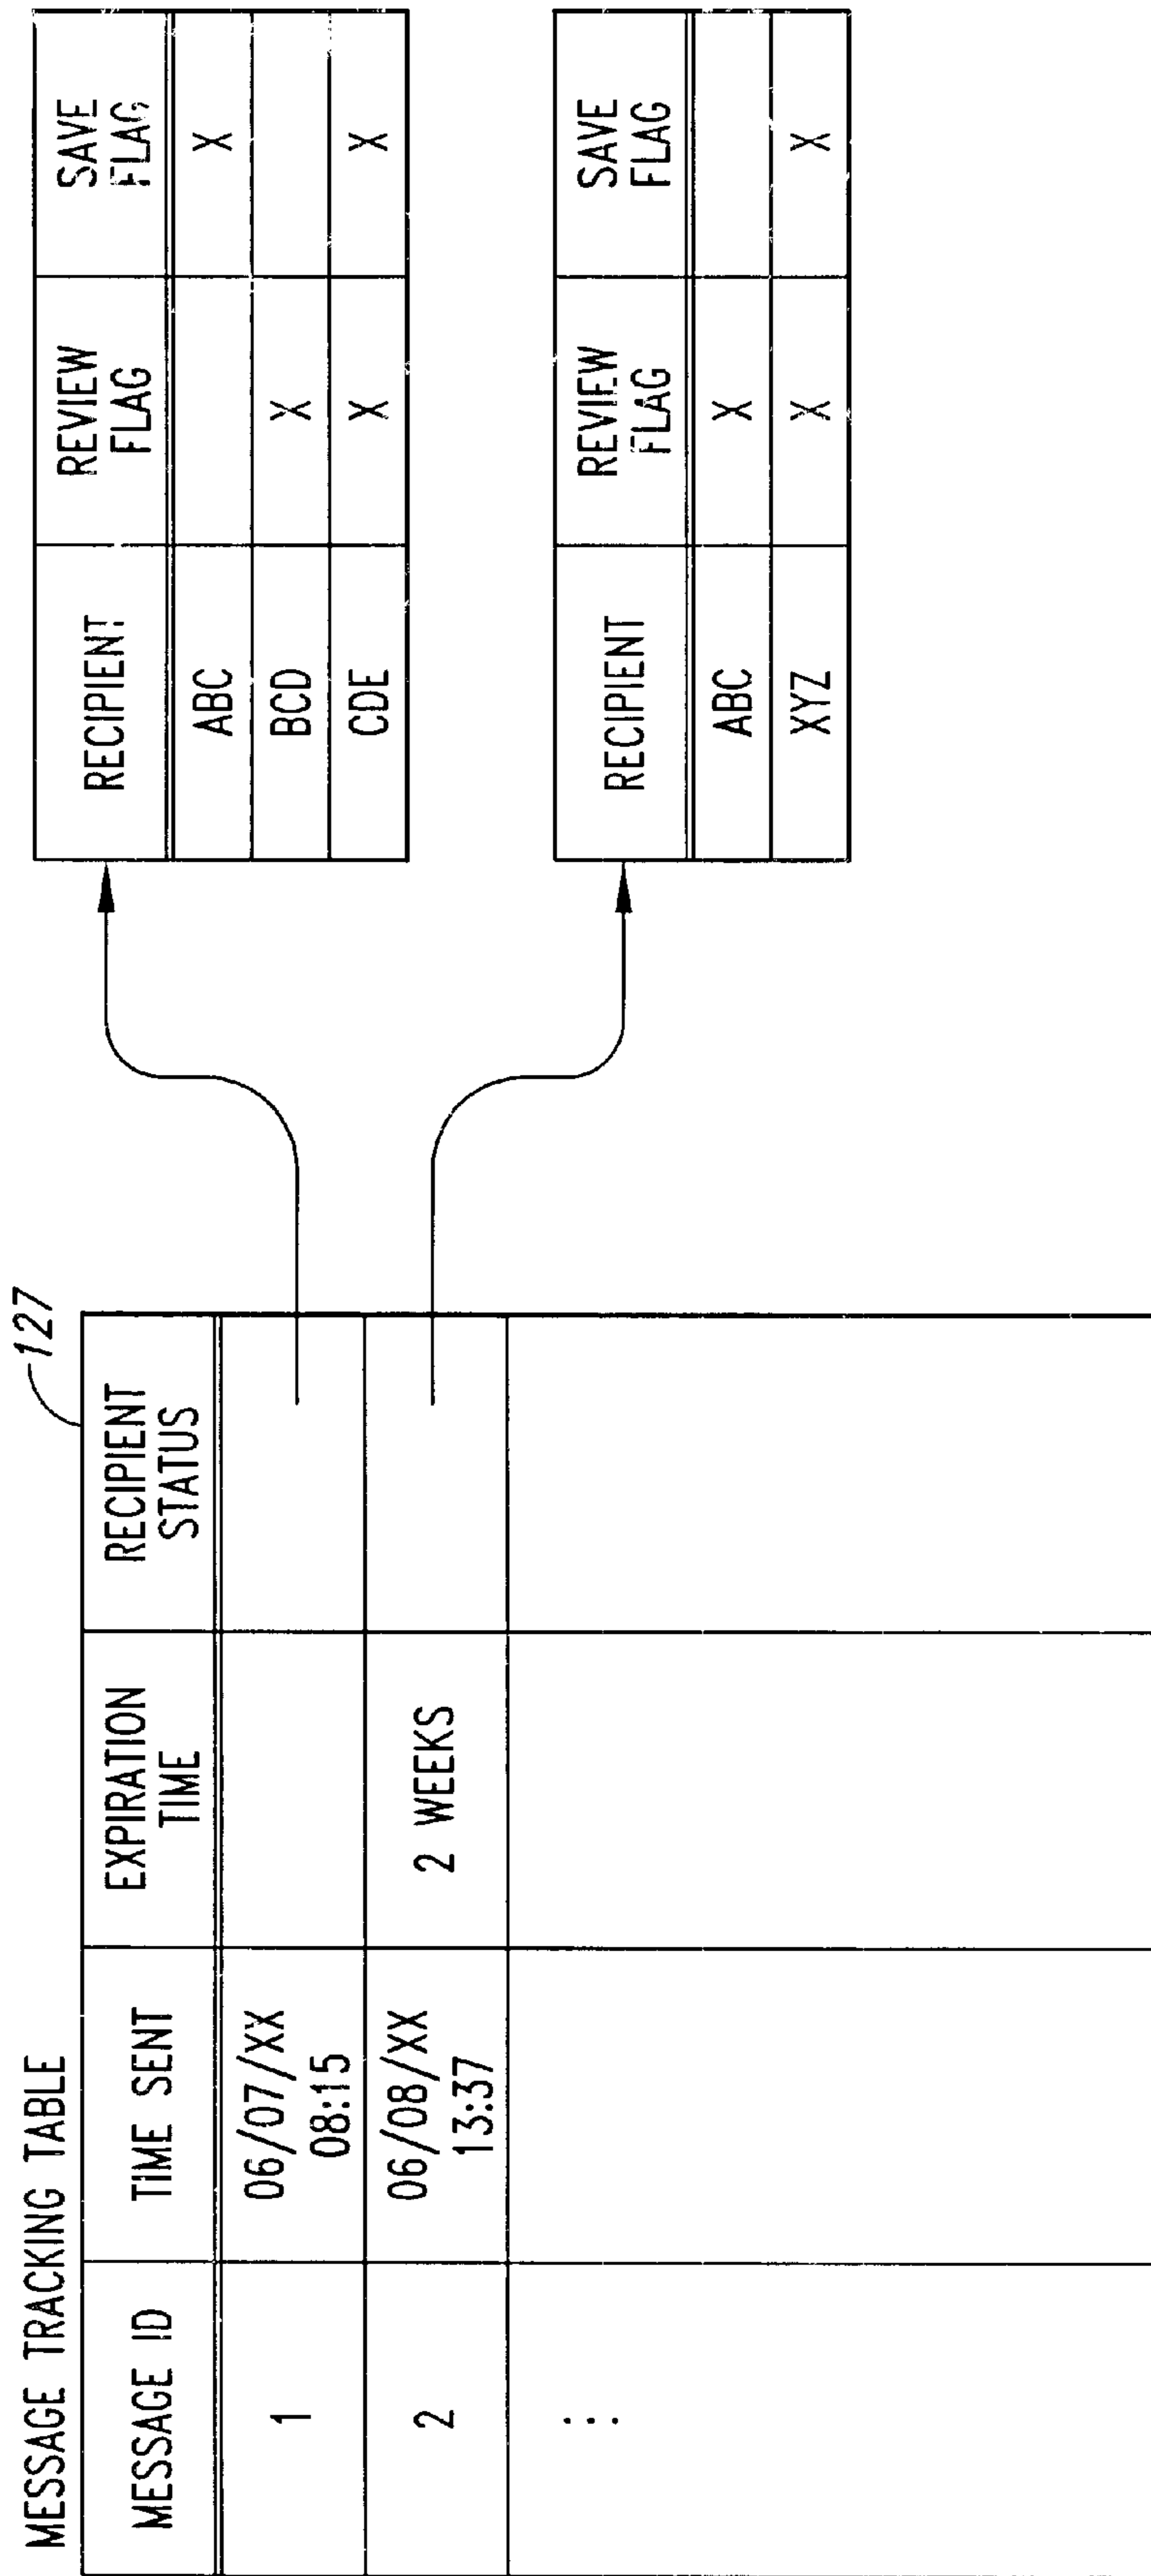 MESSAGE TRACKING TABLE
127
MESSAGE ID
TIME SENT
EXPIRATION
TIME
RECIPIENT
STATUS
1
06/07/XX
08:15
2
06/08/XX
13:37
2 WEEKS
⋮
RECIPIENT
REVIEW
FLAG
SAVE
FLAG
ABC
X
BCD
X
CDE
X
X
RECIPIENT
REVIEW
FLAG
SAVE
FLAG
ABC
X
XYZ
X
X